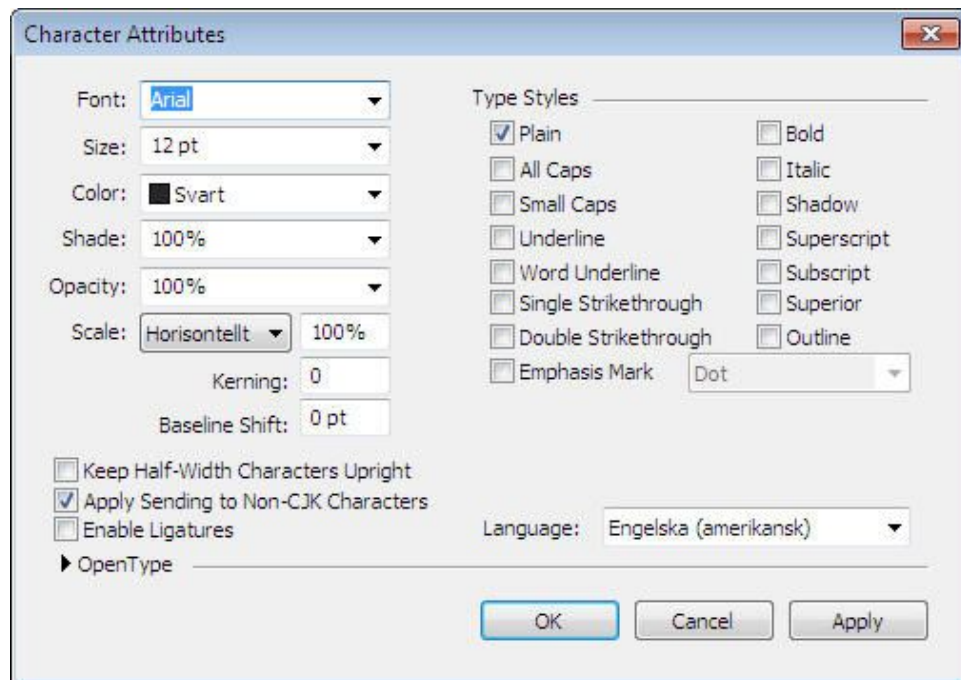 Character Attributes
Font: Arial
Size: 12 pt
Color: Svart
Shade: 100%
Opacity: 100%
Scale: Horisontellt 100%
Kerning: 0
Baseline Shift: 0 pt
Keep Half-Width Characters Upright
Apply Sending to Non-CJK Characters
Enable Ligatures
OpenType
Type Styles
Plain Bold
All Caps Italic
Small Caps Shadow
Underline Superscript
Word Underline Subscript
Single Strikethrough Superior
Double Strikethrough Outline
Emphasis Mark Dot
Language: Engelska (amerikansk)
OK Cancel Apply